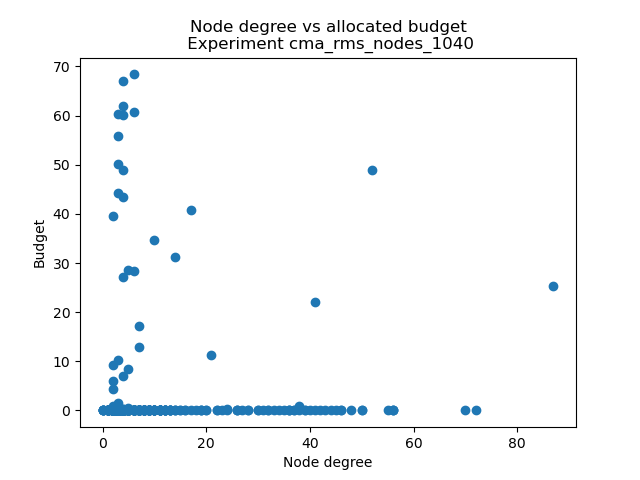 Node degree vs allocated budget
Experiment cma_rms_nodes_1040
70
60
50
40
30
20
10
0
Budget
0 20 40 60 80
Node degree